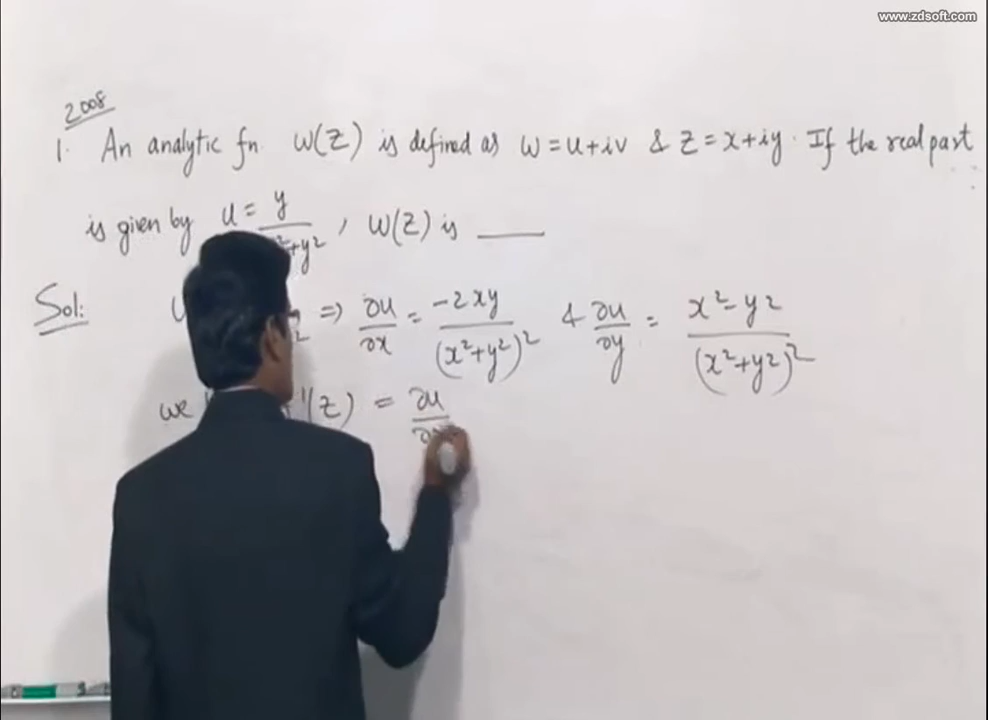 www.zdsoft.com
2008
1. An analytic fn. W(Z) is defined as W = u+iv & Z = x+iy. If the real part
is given by u = y/x²+y², W(Z) is ____
Sol: u ⇒ ∂u/∂x = -2xy/(x²+y²)² & ∂u/∂y = x²-y²/(x²+y²)²
we '(z) = ∂u/∂x